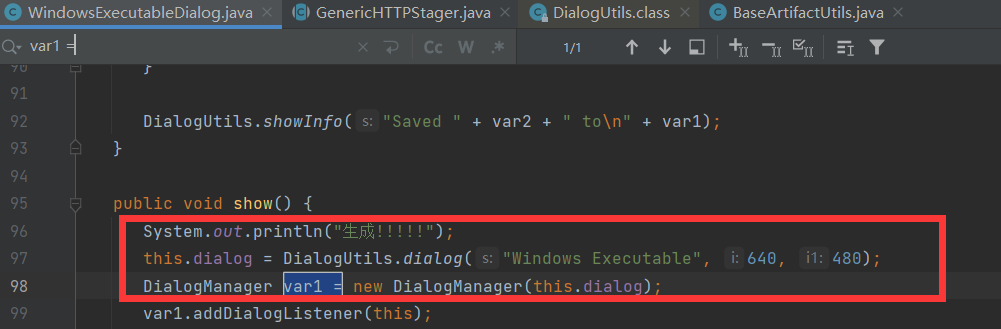 WindowsExecutableDialog.java × GenericHTTPStager.java × DialogUtils.class × BaseArtifactUtils.java ×
var1 = × Cc W .* 1/1
90 }
91
92 DialogUtils.showInfo( s: "Saved " + var2 + " to\n" + var1);
93 }
94
95 public void show() {
96 System.out.println("生成!!!!!");
97 this.dialog = DialogUtils.dialog( s: "Windows Executable", i: 640, i1: 480);
98 DialogManager var1 = new DialogManager(this.dialog);
99 var1.addDialogListener(this);